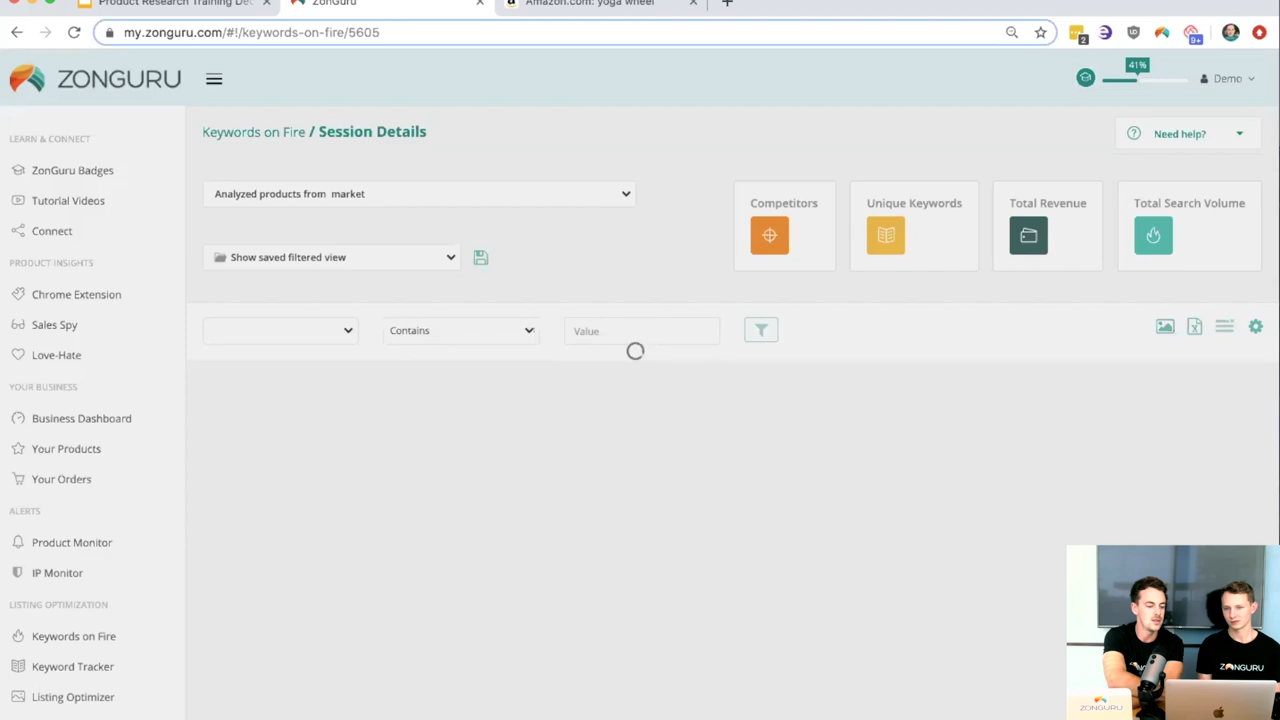 Product Research Training De
ZonGuru
Amazon.com: yoga wheel
my.zonguru.com/#!/keywords-on-fire/5605
2
9+
ZONGURU
41%
Demo
LEARN & CONNECT
ZonGuru Badges
Tutorial Videos
Connect
PRODUCT INSIGHTS
Chrome Extension
Sales Spy
Love-Hate
YOUR BUSINESS
Business Dashboard
Your Products
Your Orders
ALERTS
Product Monitor
IP Monitor
LISTING OPTIMIZATION
Keywords on Fire
Keyword Tracker
Listing Optimizer
Keywords on Fire / Session Details
Need help?
Analyzed products from market
Competitors
Unique Keywords
Total Revenue
Total Search Volume
Show saved filtered view
Contains
Value
ZONGURU
ZONGURU